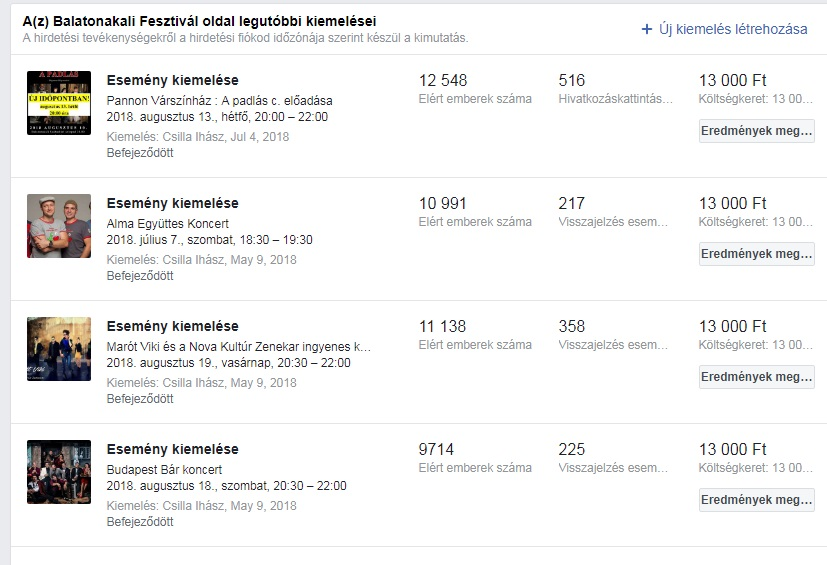 A(z) Balatonakali Fesztivál oldal legutóbbi kiemelései
A hirdetési tevékenységekről a hirdetési fiókod időzónája szerint készül a kimutatás.
+ Új kiemelés létrehozása
A PADLÁS
ÚJ IDŐPONTBAN!
Esemény kiemelése
Pannon Várszínház : A padlás c. előadása
2018. augusztus 13., hétfő, 20:00 – 22:00
Kiemelés: Csilla Ihász, Jul 4, 2018
Befejeződött
12 548
Elért emberek száma
516
Hivatkozáskattintás…
13 000 Ft
Költségkeret: 13 00…
Eredmények meg…
Esemény kiemelése
Alma Együttes Koncert
2018. július 7., szombat, 18:30 – 19:30
Kiemelés: Csilla Ihász, May 9, 2018
Befejeződött
10 991
Elért emberek száma
217
Visszajelzés esem…
13 000 Ft
Költségkeret: 13 00…
Eredmények meg…
Esemény kiemelése
Marót Viki és a Nova Kultúr Zenekar ingyenes k…
2018. augusztus 19., vasárnap, 20:30 – 22:00
Kiemelés: Csilla Ihász, May 9, 2018
Befejeződött
11 138
Elért emberek száma
358
Visszajelzés esem…
13 000 Ft
Költségkeret: 13 00…
Eredmények meg…
Esemény kiemelése
Budapest Bár koncert
2018. augusztus 18., szombat, 20:30 – 22:00
Kiemelés: Csilla Ihász, May 9, 2018
Befejeződött
9714
Elért emberek száma
225
Visszajelzés esem…
13 000 Ft
Költségkeret: 13 00…
Eredmények meg…